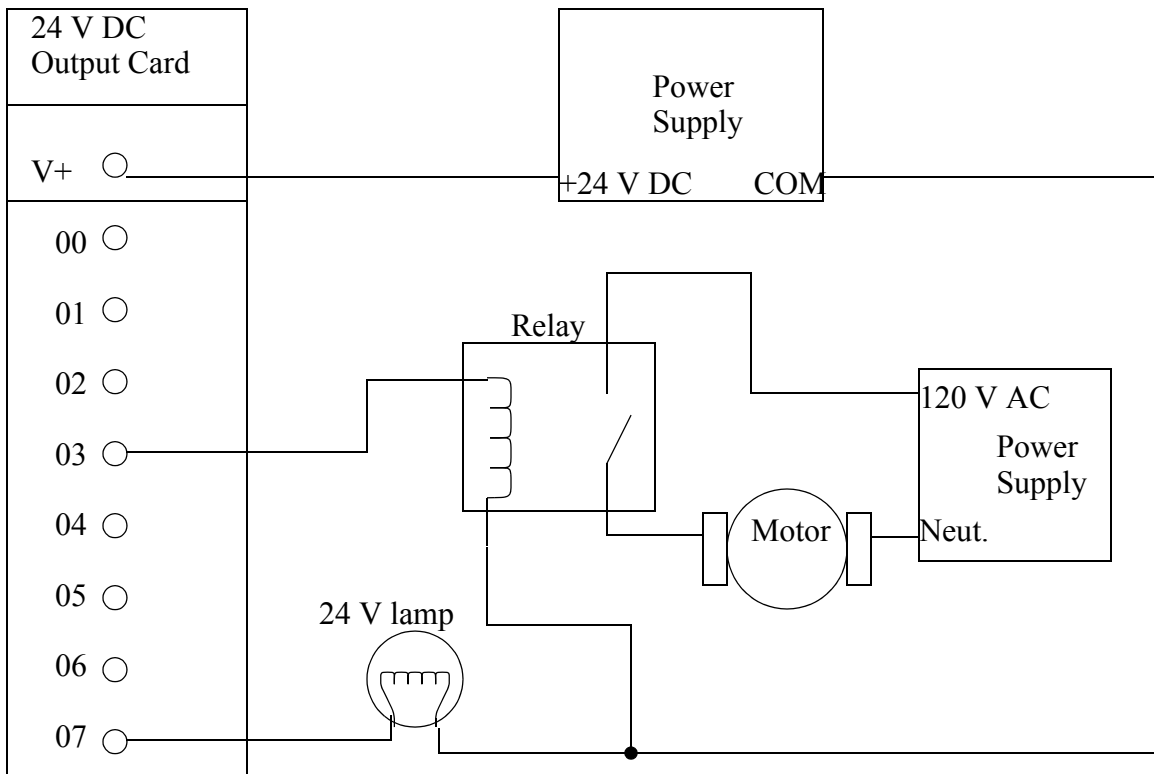 24 V DC
Output Card
Power
Supply
V+
+24 V DC
COM
00
01
Relay
02
120 V AC
03
Power
Supply
04
Motor
Neut.
05
24 V lamp
06
07